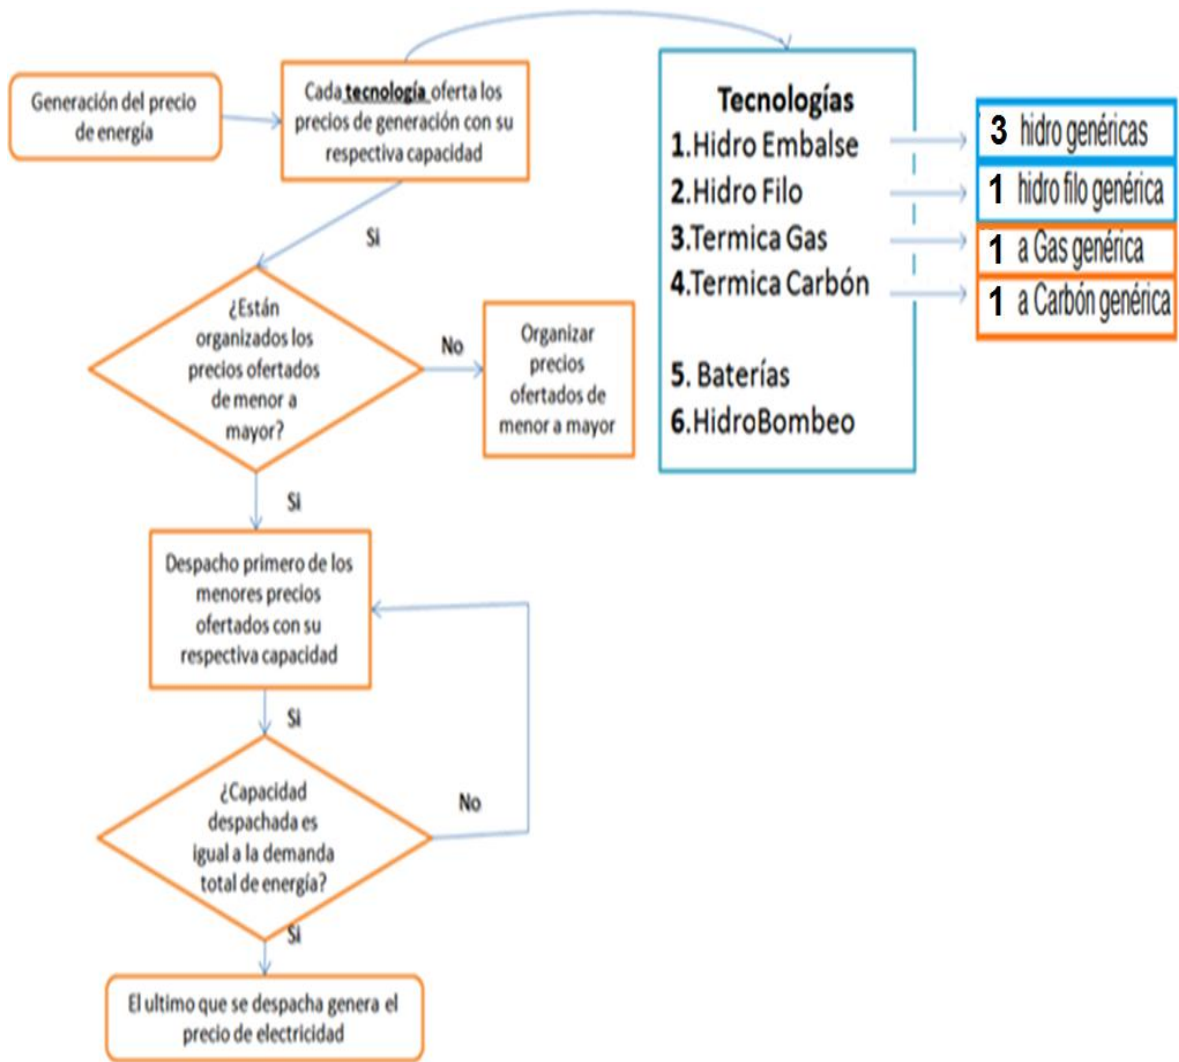 Generación del precio
de energía
Cada tecnología oferta los
precios de generación con su
respectiva capacidad
Tecnologías
1.Hidro Embalse
2.Hidro Filo
3.Termica Gas
4.Termica Carbón
5. Baterías
6.HidroBombeo
3 hidro genéricas
1 hidro filo genérica
1 a Gas genérica
1 a Carbón genérica
Si
¿Están
organizados los
precios ofertados
de menor a
mayor?
No
Organizar
precios
ofertados de
menor a mayor
Si
Despacho primero de los
menores precios
ofertados con su
respectiva capacidad
Si
¿Capacidad
despachada es
igual a la demanda
total de energía?
No
Si
El ultimo que se despacha genera el
precio de electricidad